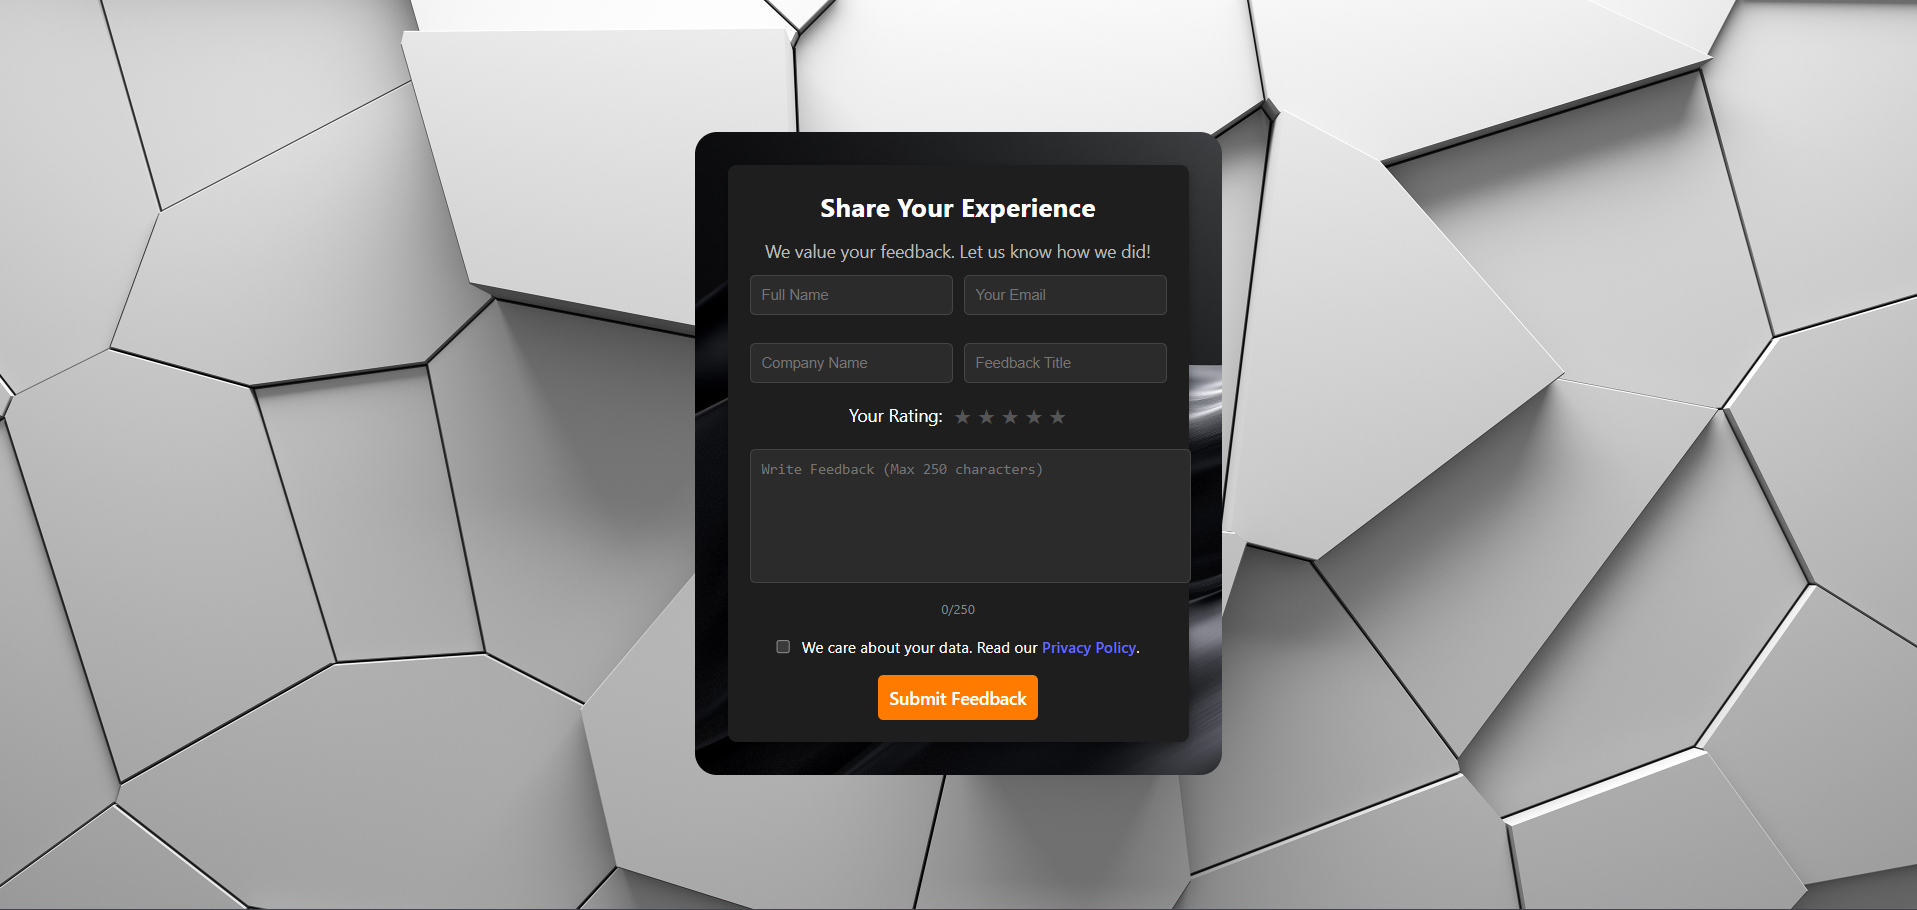 Share Your Experience
We value your feedback. Let us know how we did!
Full Name
Your Email
Company Name
Feedback Title
Your Rating: ★ ★ ★ ★ ★
Write Feedback (Max 250 characters)
0/250
We care about your data. Read our Privacy Policy.
Submit Feedback